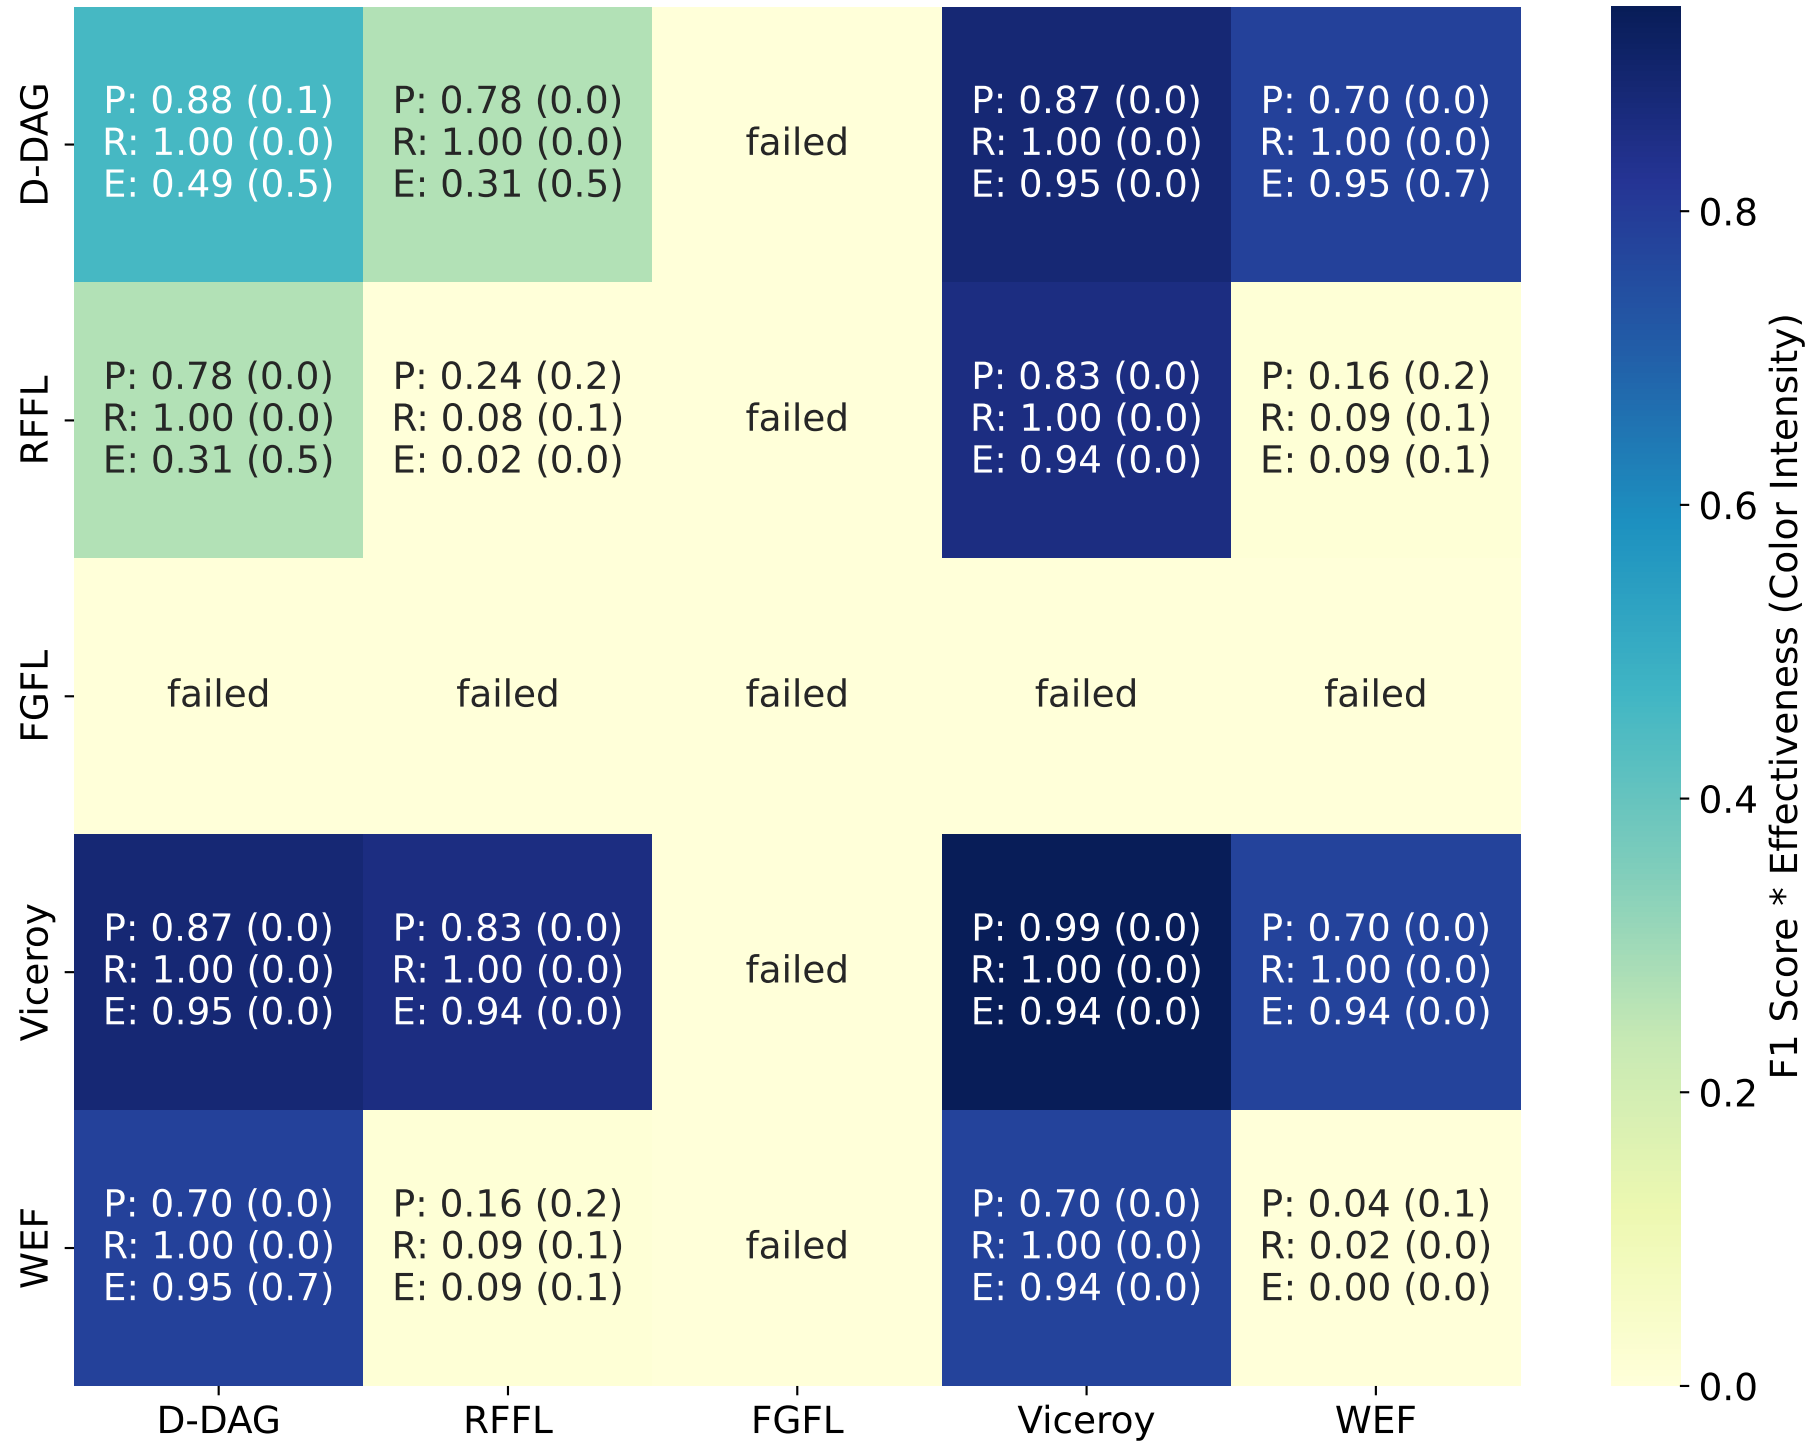 D-DAG
P: 0.88 (0.1)
R: 1.00 (0.0)
E: 0.49 (0.5)
P: 0.78 (0.0)
R: 1.00 (0.0)
E: 0.31 (0.5)
failed
P: 0.87 (0.0)
R: 1.00 (0.0)
E: 0.95 (0.0)
P: 0.70 (0.0)
R: 1.00 (0.0)
E: 0.95 (0.7)
RFFL
P: 0.78 (0.0)
R: 1.00 (0.0)
E: 0.31 (0.5)
P: 0.24 (0.2)
R: 0.08 (0.1)
E: 0.02 (0.0)
failed
P: 0.83 (0.0)
R: 1.00 (0.0)
E: 0.94 (0.0)
P: 0.16 (0.2)
R: 0.09 (0.1)
E: 0.09 (0.1)
FGFL
failed
failed
failed
failed
failed
Viceroy
P: 0.87 (0.0)
R: 1.00 (0.0)
E: 0.95 (0.0)
P: 0.83 (0.0)
R: 1.00 (0.0)
E: 0.94 (0.0)
failed
P: 0.99 (0.0)
R: 1.00 (0.0)
E: 0.94 (0.0)
P: 0.70 (0.0)
R: 1.00 (0.0)
E: 0.94 (0.0)
WEF
P: 0.70 (0.0)
R: 1.00 (0.0)
E: 0.95 (0.7)
P: 0.16 (0.2)
R: 0.09 (0.1)
E: 0.09 (0.1)
failed
P: 0.70 (0.0)
R: 1.00 (0.0)
E: 0.94 (0.0)
P: 0.04 (0.1)
R: 0.02 (0.0)
E: 0.00 (0.0)
D-DAG
RFFL
FGFL
Viceroy
WEF
0.8
0.6
0.4
0.2
0.0
F1 Score * Effectiveness (Color Intensity)